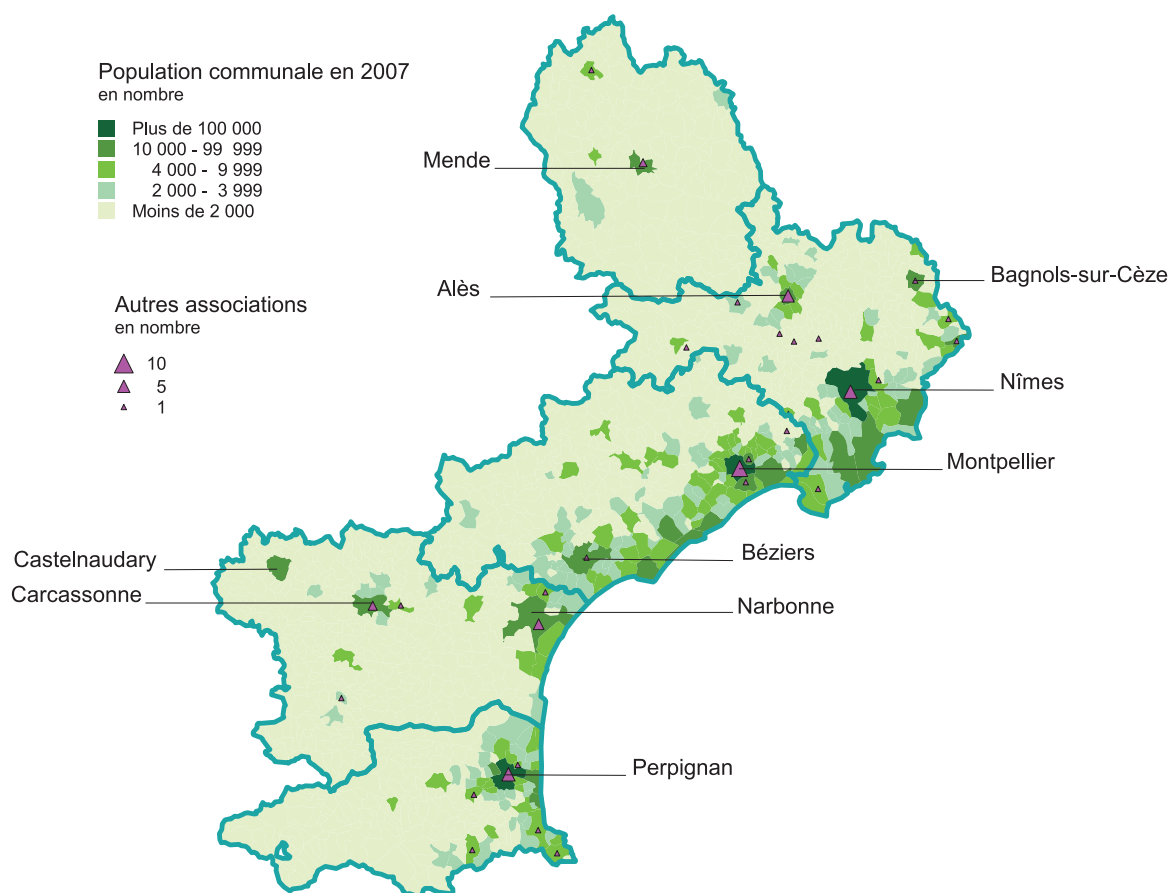 Population communale en 2007
en nombre
Plus de 100 000
10 000 - 99 999
4 000 - 9 999
2 000 - 3 999
Moins de 2 000
Autres associations
en nombre
10
5
1
Mende
Alès
Bagnols-sur-Cèze
Nîmes
Montpellier
Béziers
Castelnaudary
Carcassonne
Narbonne
Perpignan